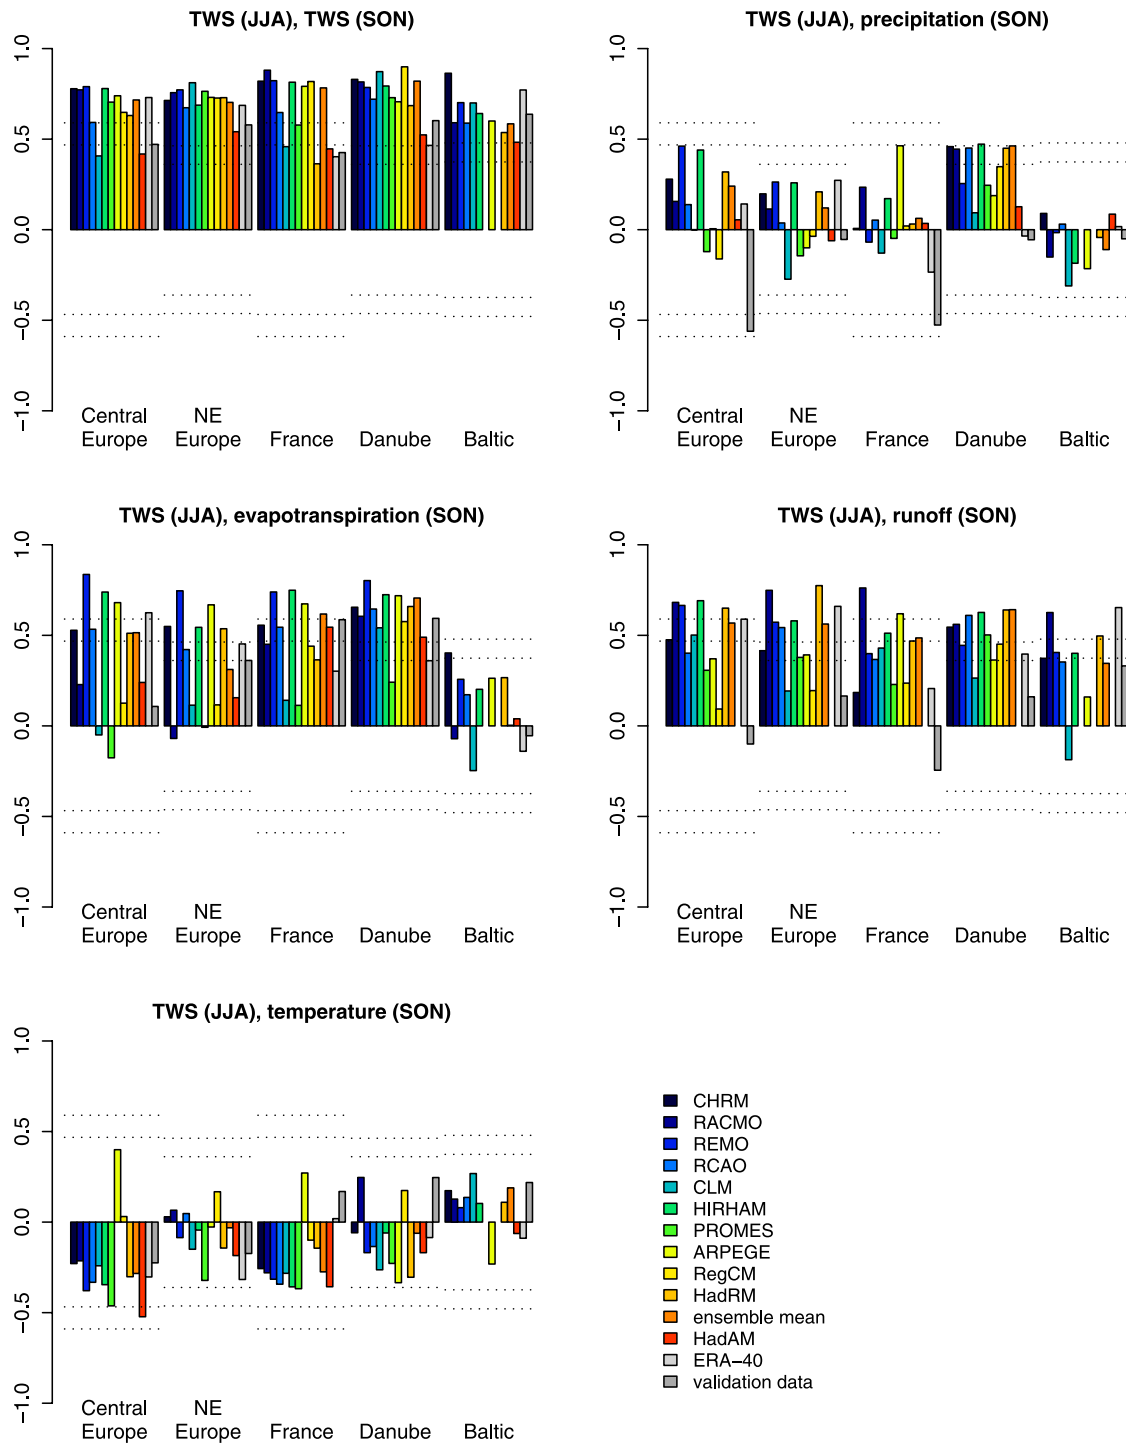 TWS (JJA), TWS (SON)
1.0
0.5
0.0
−0.5
−1.0
Central
Europe
NE
Europe
France
Danube
Baltic
TWS (JJA), precipitation (SON)
1.0
0.5
0.0
−0.5
−1.0
Central
Europe
NE
Europe
France
Danube
Baltic
TWS (JJA), evapotranspiration (SON)
1.0
0.5
0.0
−0.5
−1.0
Central
Europe
NE
Europe
France
Danube
Baltic
TWS (JJA), runoff (SON)
1.0
0.5
0.0
−0.5
−1.0
Central
Europe
NE
Europe
France
Danube
Baltic
TWS (JJA), temperature (SON)
1.0
0.5
0.0
−0.5
−1.0
Central
Europe
NE
Europe
France
Danube
Baltic
CHRM
RACMO
REMO
RCAO
CLM
HIRHAM
PROMES
ARPEGE
RegCM
HadRM
ensemble mean
HadAM
ERA−40
validation data